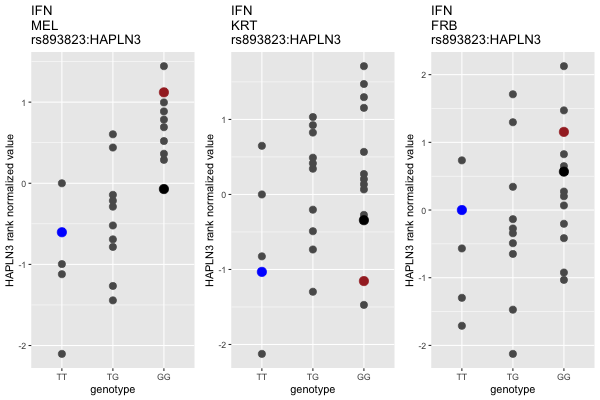 IFN
MEL
rs893823:HAPLN3
HAPLN3 rank normalized value
1
0
-1
-2
TT TG GG
genotype
IFN
KRT
rs893823:HAPLN3
HAPLN3 rank normalized value
1
0
-1
-2
TT TG GG
genotype
IFN
FRB
rs893823:HAPLN3
HAPLN3 rank normalized value
2
1
0
-1
-2
TT TG GG
genotype